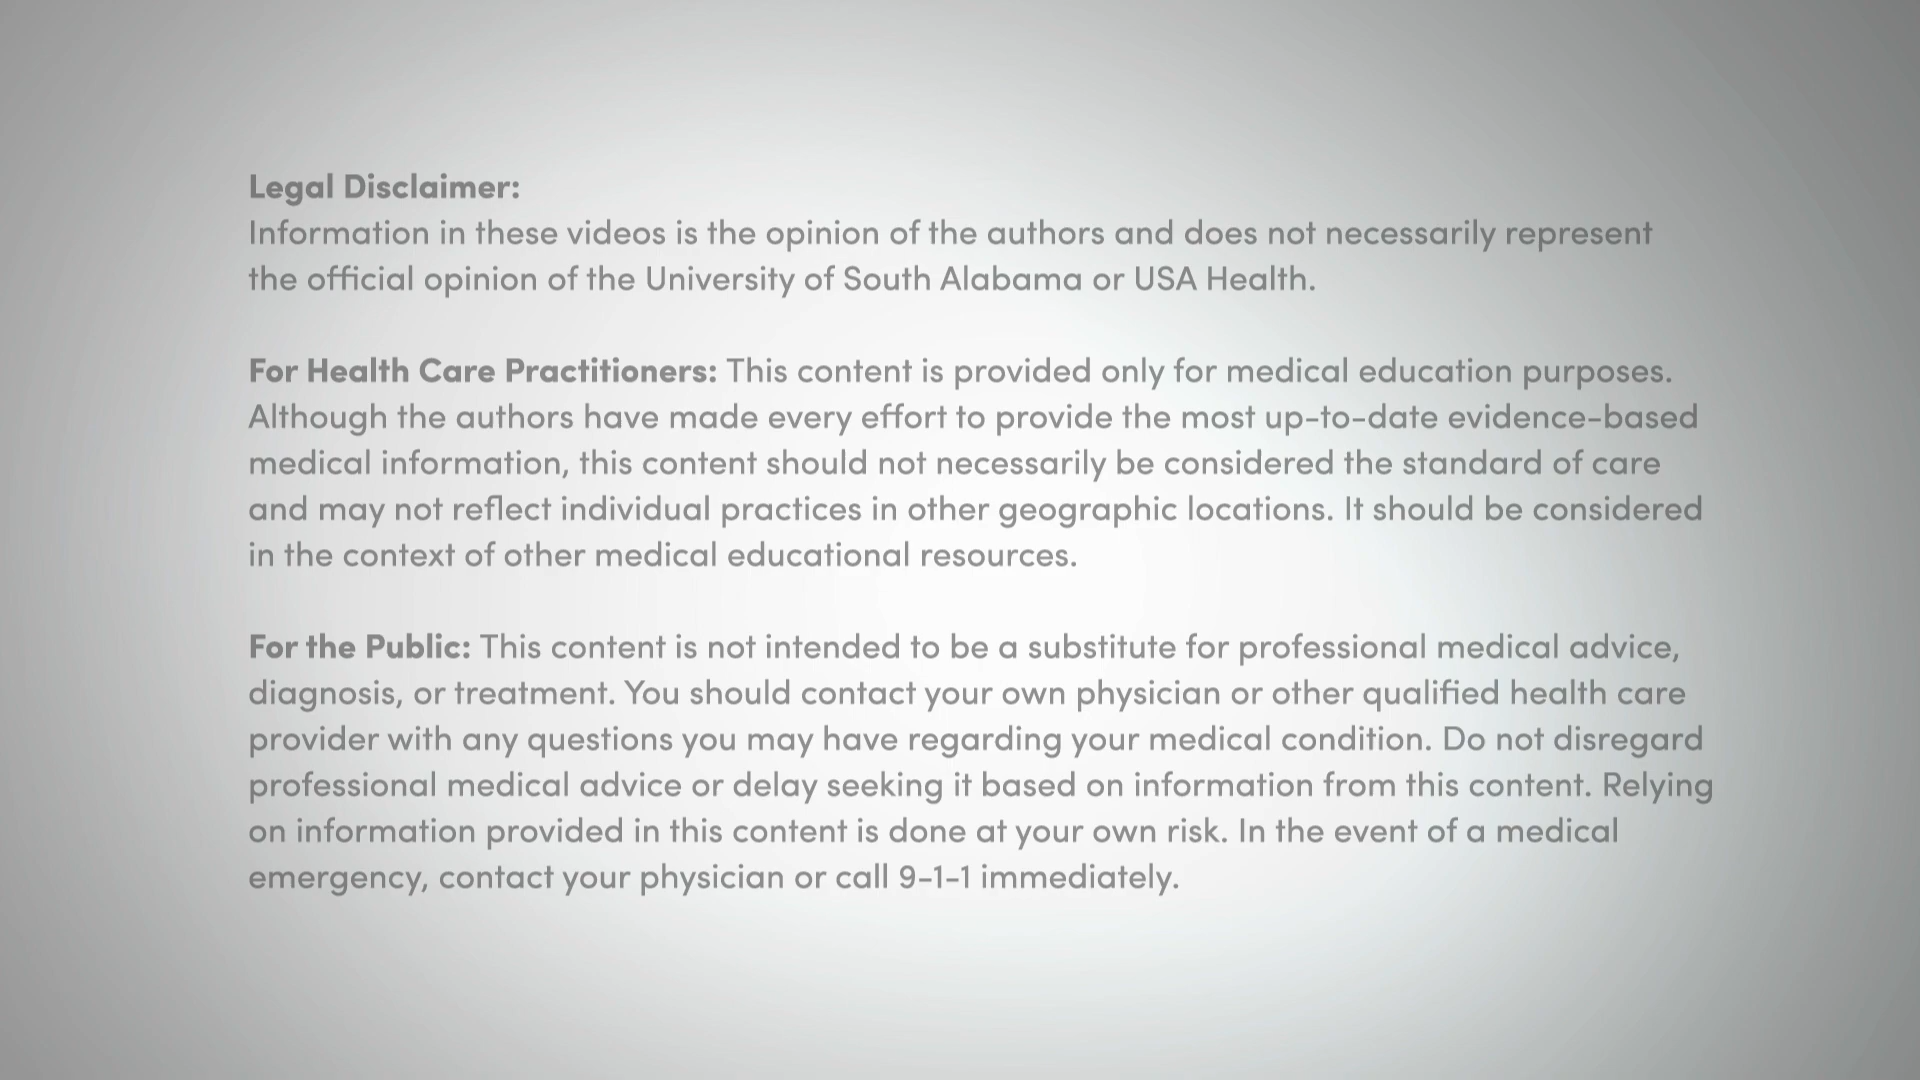 Legal Disclaimer:
Information in these videos is the opinion of the authors and does not necessarily represent
the official opinion of the University of South Alabama or USA Health.
For Health Care Practitioners: This content is provided only for medical education purposes.
Although the authors have made every effort to provide the most up-to-date evidence-based
medical information, this content should not necessarily be considered the standard of care
and may not reflect individual practices in other geographic locations. It should be considered
in the context of other medical educational resources.
For the Public: This content is not intended to be a substitute for professional medical advice,
diagnosis, or treatment. You should contact your own physician or other qualified health care
provider with any questions you may have regarding your medical condition. Do not disregard
professional medical advice or delay seeking it based on information from this content. Relying
on information provided in this content is done at your own risk. In the event of a medical
emergency, contact your physician or call 9-1-1 immediately.